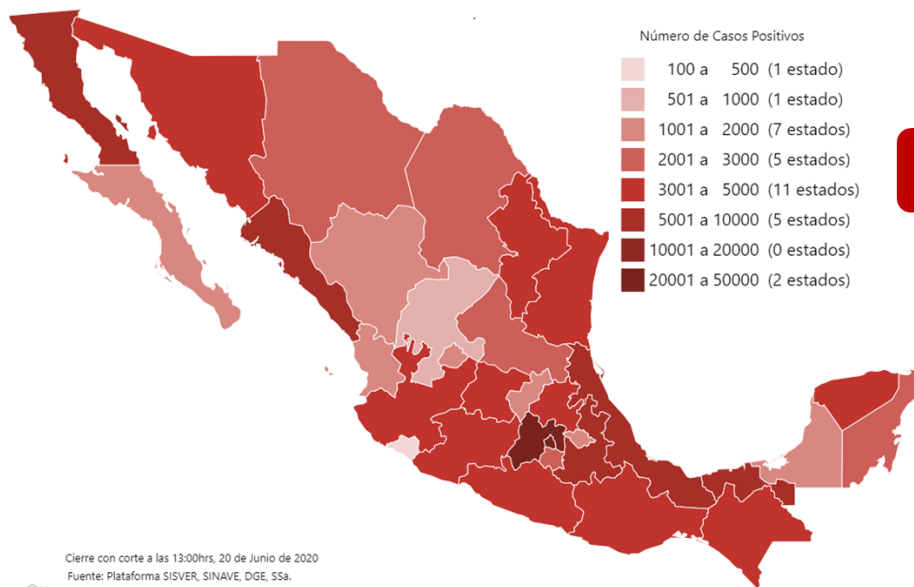 Número de Casos Positivos
100 a 500 (1 estado)
501 a 1000 (1 estado)
1001 a 2000 (7 estados)
2001 a 3000 (5 estados)
3001 a 5000 (11 estados)
5001 a 10000 (5 estados)
10001 a 20000 (0 estados)
20001 a 50000 (2 estados)
Cierre con corte a las 13:00hrs, 20 de Junio de 2020
Fuente: Plataforma SISVER, SINAVE, DGE, SSa.